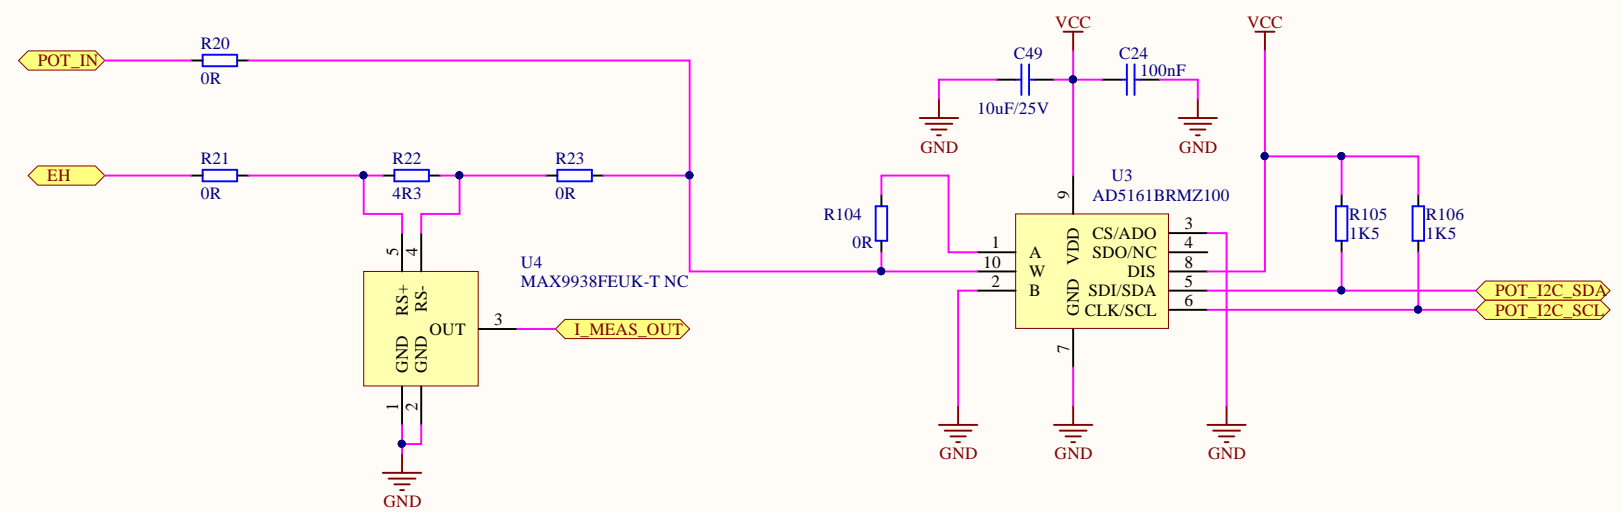 VCC
VCC
R20
POT_IN
0R
C49
C24
100nF
10uF/25V
GND
GND
R21
R22
R23
EH
0R
4R3
0R
U3
AD5161BRMZ100
9
R104
0R
R105
1K5
R106
1K5
1
A
10
W
2
B
VDD
GND
CS/ADO
3
SDO/NC
4
DIS
8
SDI/SDA
5
CLK/SCL
6
POT_I2C_SDA
POT_I2C_SCL
5
4
U4
MAX9938FEUK-T NC
RS+
RS-
OUT
3
I_MEAS_OUT
GND
GND
7
1
2
GND
GND
GND
GND